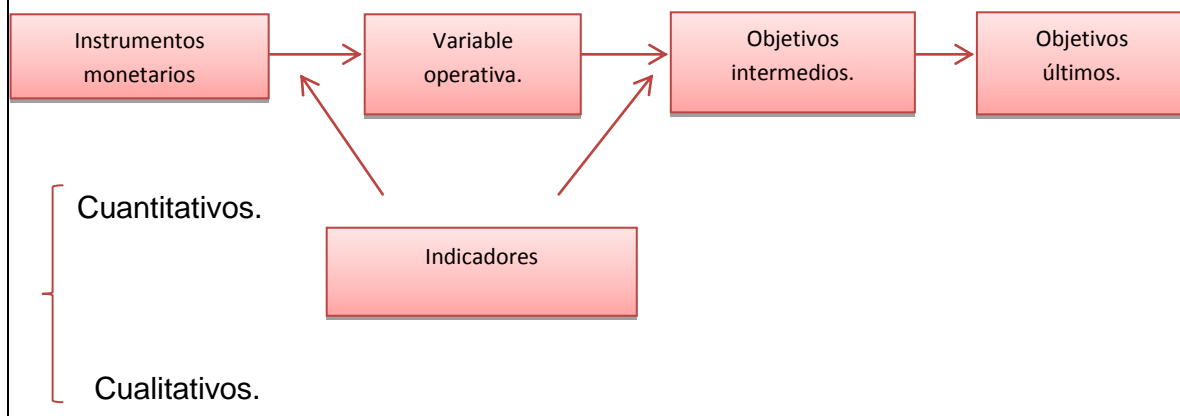 Instrumentos
monetarios
Variable
operativa.
Objetivos
intermedios.
Objetivos
últimos.
Cuantitativos.
Indicadores
Cualitativos.